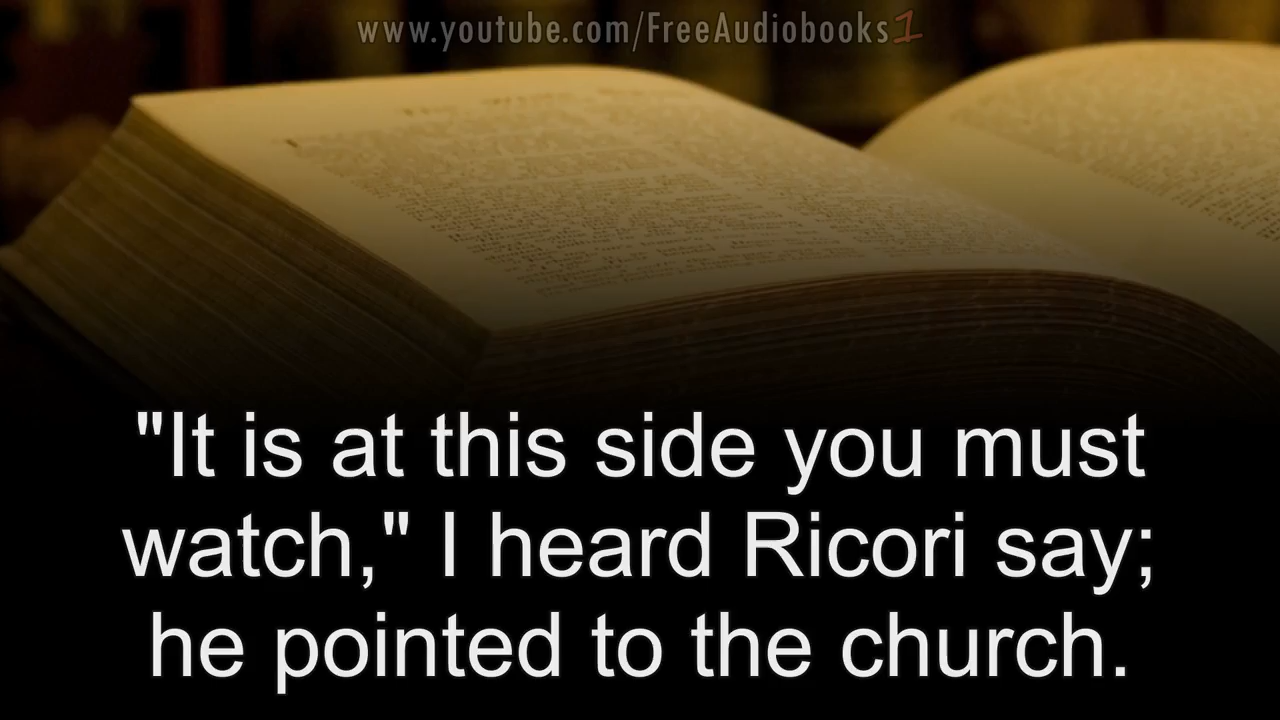 www.youtube.com/FreeAudiobooks1
"It is at this side you must
watch," I heard Ricori say;
he pointed to the church.